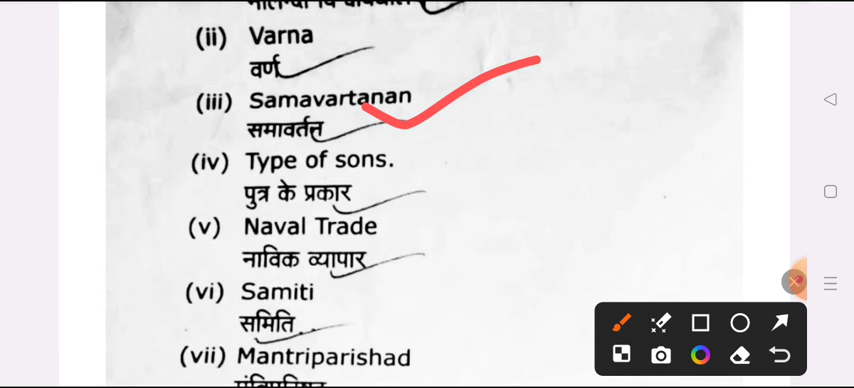 (ii) Varna
वर्ण
(iii) Samavartanan
समावर्तन
(iv) Type of sons.
पुत्र के प्रकार
(v) Naval Trade
नाविक व्यापार
(vi) Samiti
समिति
(vii) Mantriparishad